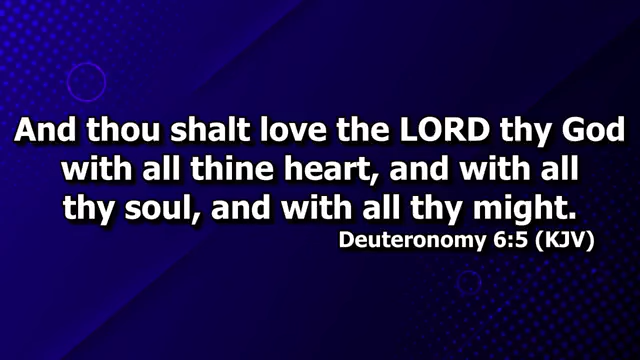 And thou shalt love the LORD thy God
with all thine heart, and with all
thy soul, and with all thy might.
Deuteronomy 6:5 (KJV)